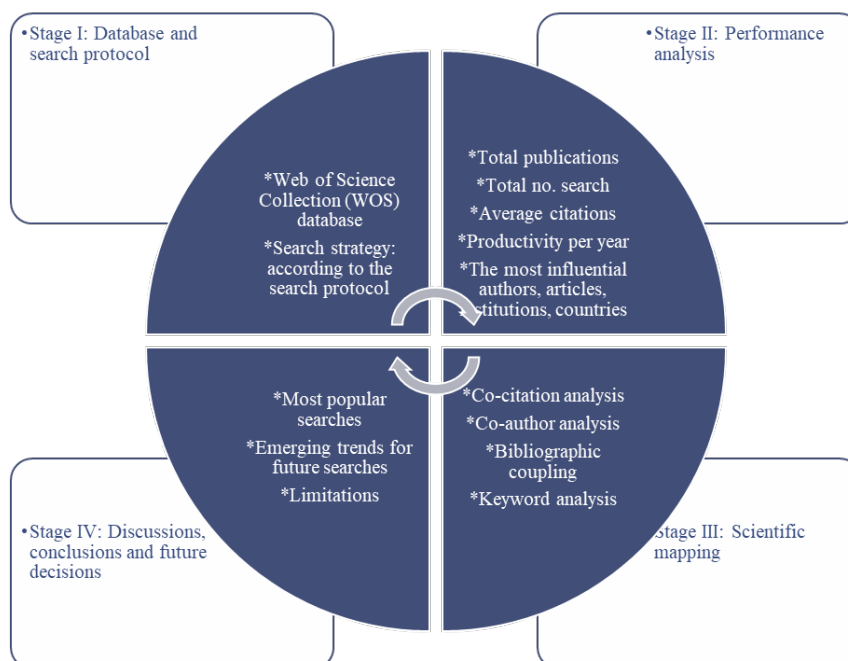 •Stage I: Database and
search protocol
•Stage II: Performance
analysis
*Web of Science
Collection (WOS)
database
*Search strategy:
according to the
search protocol
*Total publications
*Total no. search
*Average citations
*Productivity per year
*The most influential
authors, articles,
stitutions, countries
*Most popular
searches
*Emerging trends for
future searches
*Limitations
*Co-citation analysis
*Co-author analysis
*Bibliographic
coupling
*Keyword analysis
•Stage IV: Discussions,
conclusions and future
decisions
Stage III: Scientific
mapping